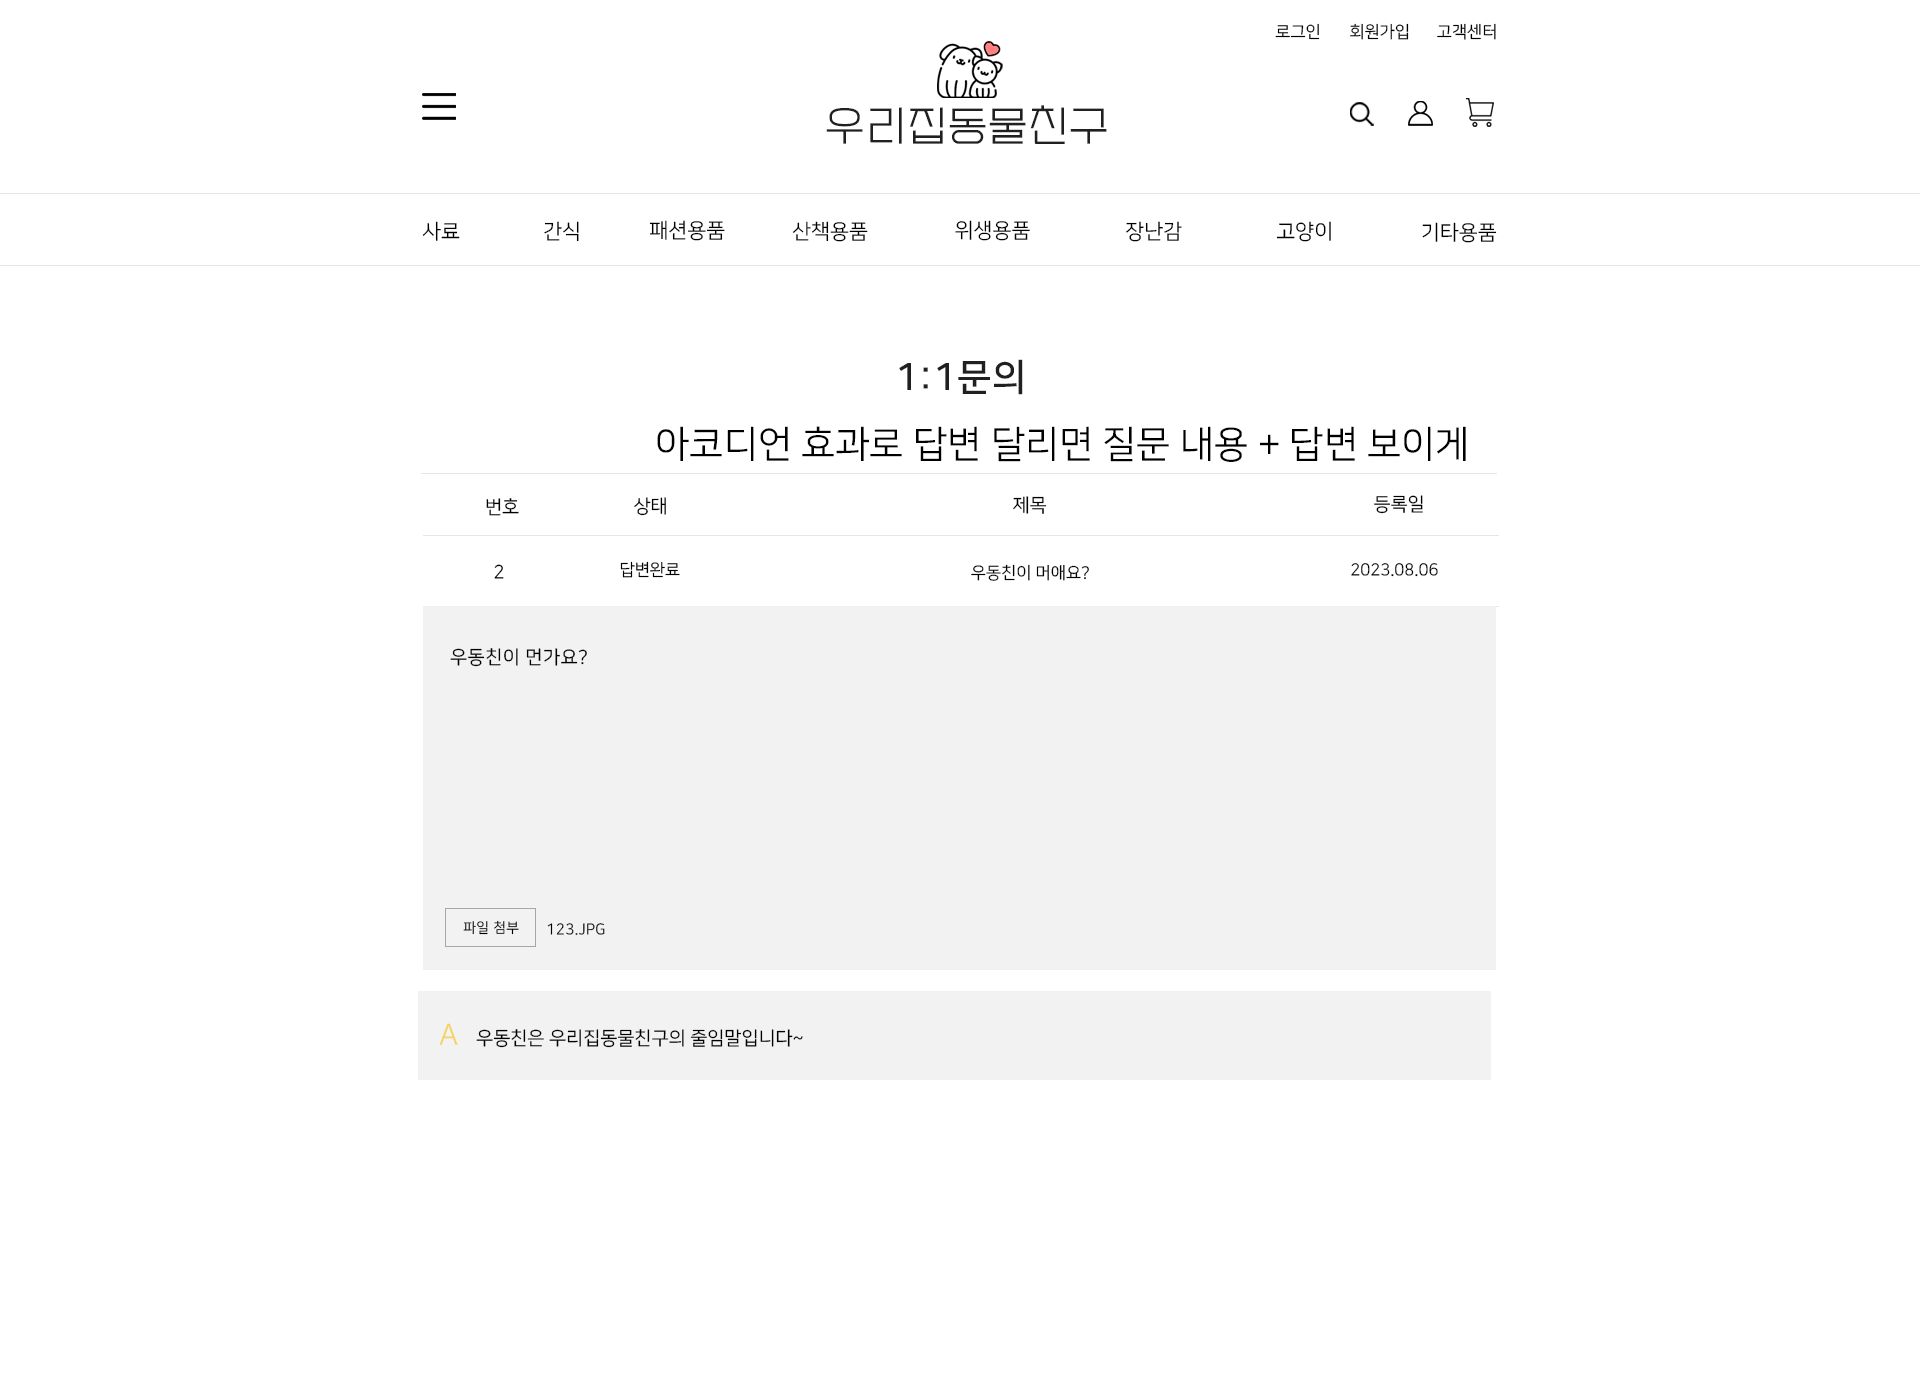 로그인 회원가입 고객센터
우리집동물친구
사료 간식 패션용품 산책용품 위생용품 장난감 고양이 기타용품
1:1문의
아코디언 효과로 답변 달리면 질문 내용 + 답변 보이게
번호 상태 제목 등록일
2 답변완료 우동친이 머애요? 2023.08.06
우동친이 먼가요?
파일 첨부 123.JPG
A 우동친은 우리집동물친구의 줄임말입니다~